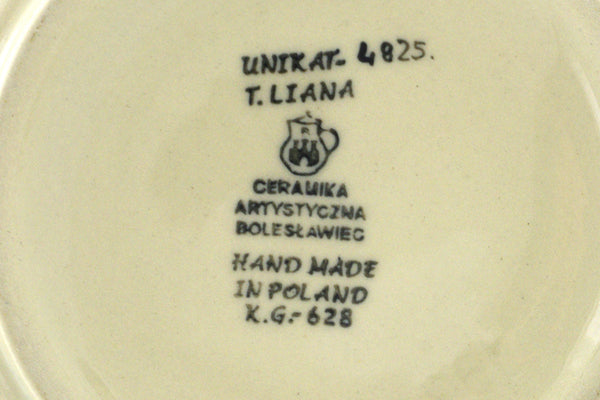 UNIKAT- 4825.
T. LIANA
CERAMIKA
ARTYSTYCZNA
BOLESŁAWIEC
HAND MADE
IN POLAND
K.G.- 628